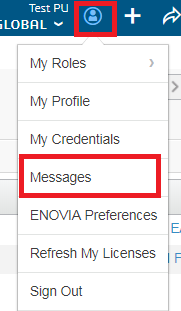 Test PU
GLOBAL
My Roles
My Profile
My Credentials
Messages
ENOVIA Preferences
Refresh My Licenses
Sign Out